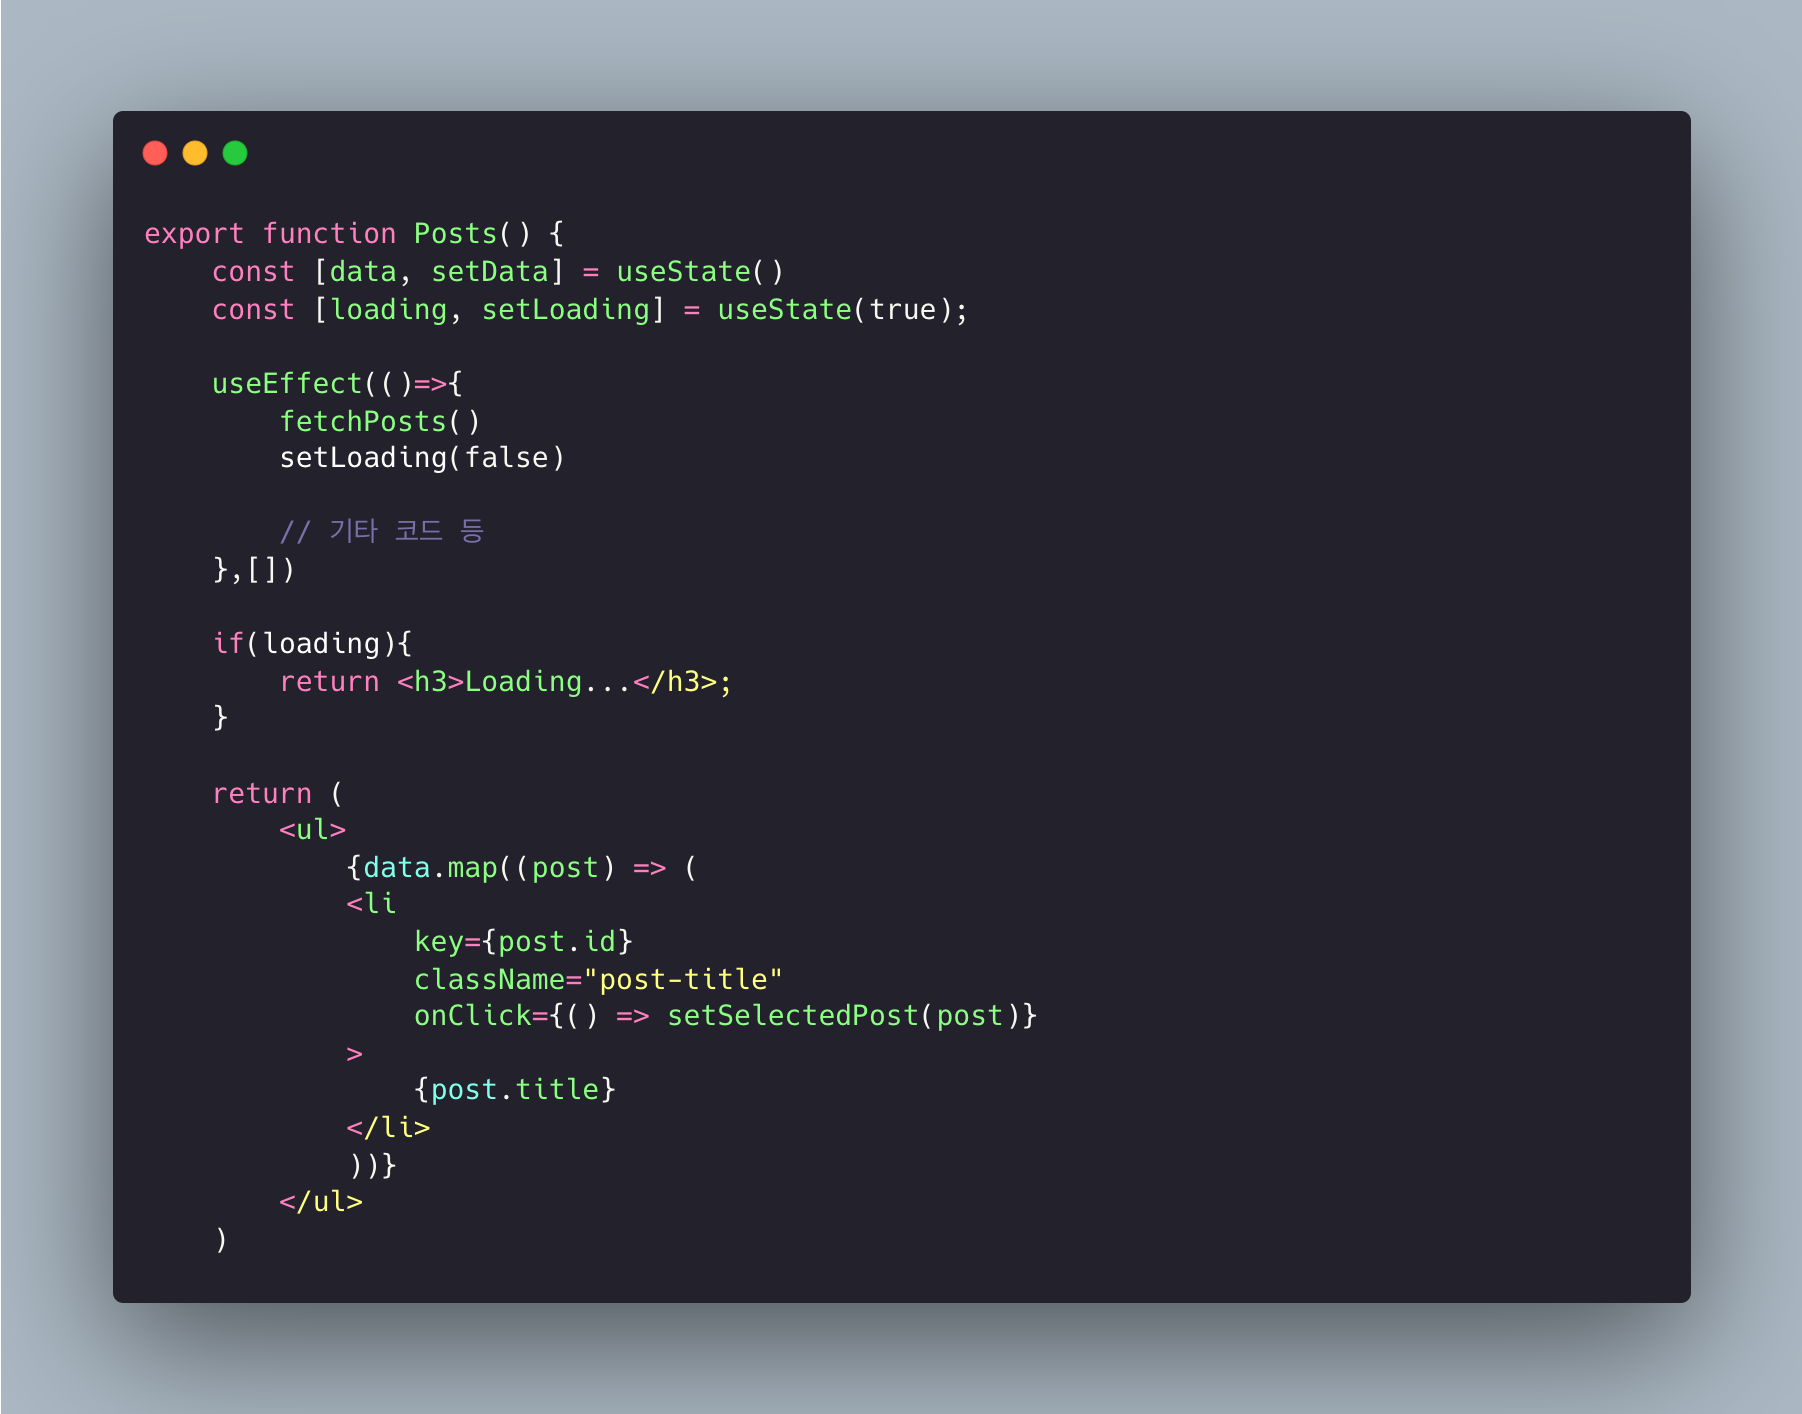 export function Posts() {
    const [data, setData] = useState()
    const [loading, setLoading] = useState(true);

    useEffect(()=>{
        fetchPosts()
        setLoading(false)

        // 기타 코드 등
    },[])

    if(loading){
        return <h3>Loading...</h3>;
    }

    return (
        <ul>
            {data.map((post) => (
            <li
                key={post.id}
                className="post-title"
                onClick={() => setSelectedPost(post)}
            >
                {post.title}
            </li>
            ))}
        </ul>
    )